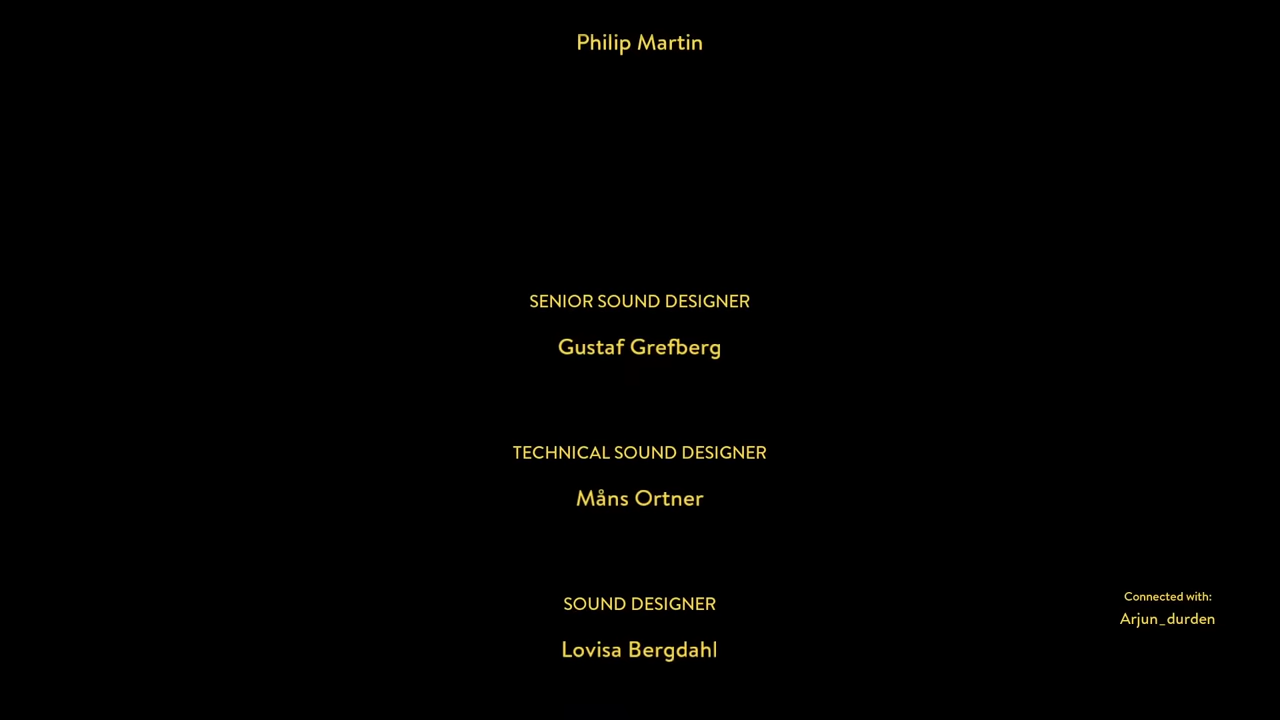 Philip Martin
SENIOR SOUND DESIGNER
Gustaf Grefberg
TECHNICAL SOUND DESIGNER
Måns Ortner
SOUND DESIGNER
Lovisa Bergdahl
Connected with:
Arjun_durden